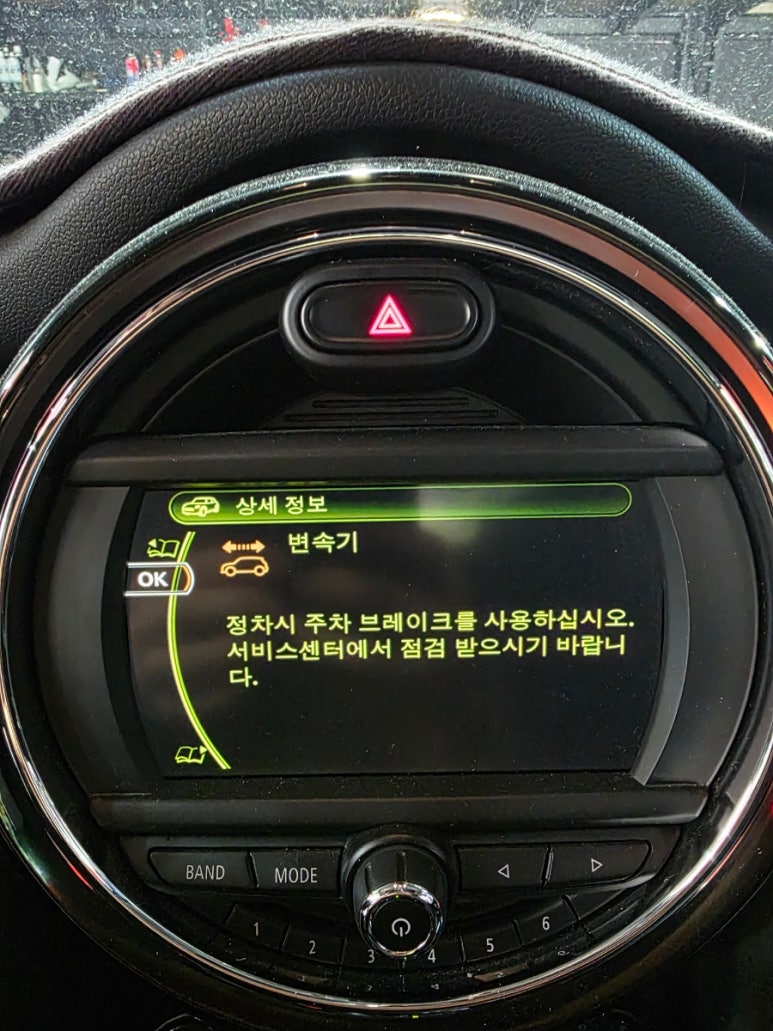 상세 정보
변속기
OK
정차시 주차 브레이크를 사용하십시오.
서비스센터에서 점검 받으시기 바랍니
다.
BAND
MODE
1
2
3
4
5
6